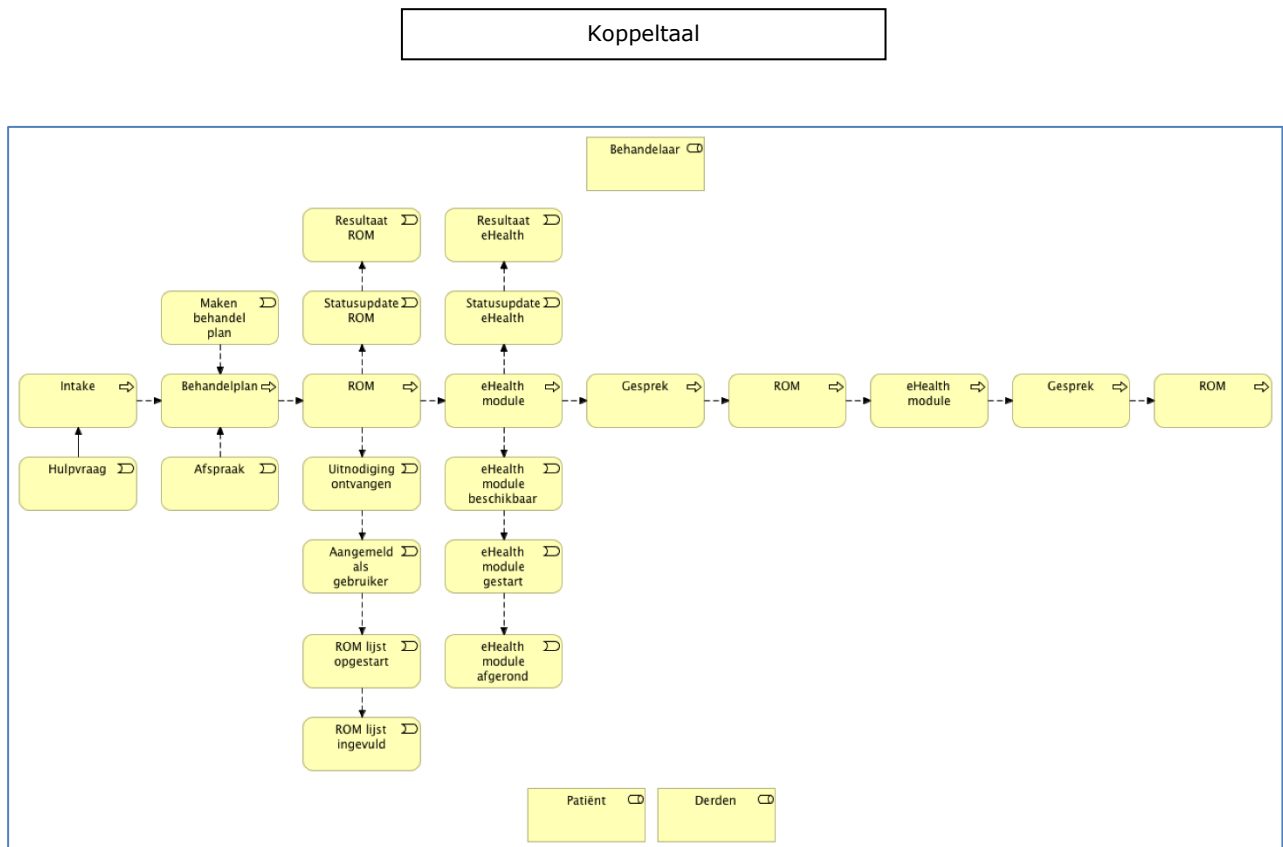 Koppeltaal
Behandelaar
Resultaat
ROM
Resultaat
eHealth
Maken
behandel
plan
Statusupdate
ROM
Statusupdate
eHealth
Intake
Behandelplan
ROM
eHealth
module
Gesprek
ROM
eHealth
module
Gesprek
ROM
Hulpvraag
Afspraak
Uitnodiging
ontvangen
eHealth
module
beschikbaar
Aangemeld
als
gebruiker
eHealth
module
gestart
ROM lijst
opgestart
eHealth
module
afgerond
ROM lijst
ingevuld
Patiënt
Derden